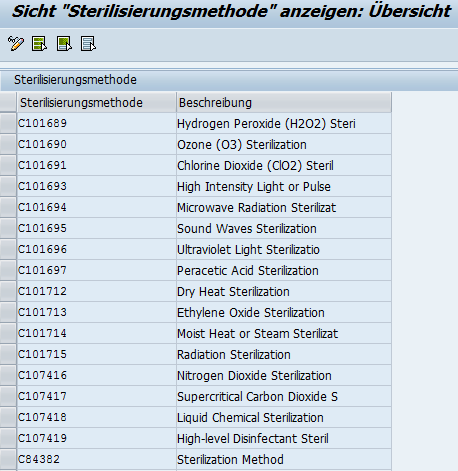 Sicht "Sterilisierungsmethode" anzeigen: Übersicht
Sterilisierungsmethode
Sterilisierungsmethode Beschreibung
C101689 Hydrogen Peroxide (H2O2) Steri
C101690 Ozone (O3) Sterilization
C101691 Chlorine Dioxide (ClO2) Steril
C101693 High Intensity Light or Pulse
C101694 Microwave Radiation Sterilizat
C101695 Sound Waves Sterilization
C101696 Ultraviolet Light Sterilizatio
C101697 Peracetic Acid Sterilization
C101712 Dry Heat Sterilization
C101713 Ethylene Oxide Sterilization
C101714 Moist Heat or Steam Sterilizat
C101715 Radiation Sterilization
C107416 Nitrogen Dioxide Sterilization
C107417 Supercritical Carbon Dioxide S
C107418 Liquid Chemical Sterilization
C107419 High-level Disinfectant Steril
C84382 Sterilization Method